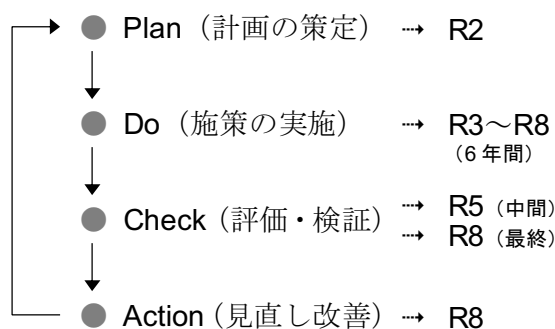 Plan（計画の策定） R2
Do（施策の実施） R3～R8
（6年間）
Check（評価・検証） R5（中間）
R8（最終）
Action（見直し改善） R8